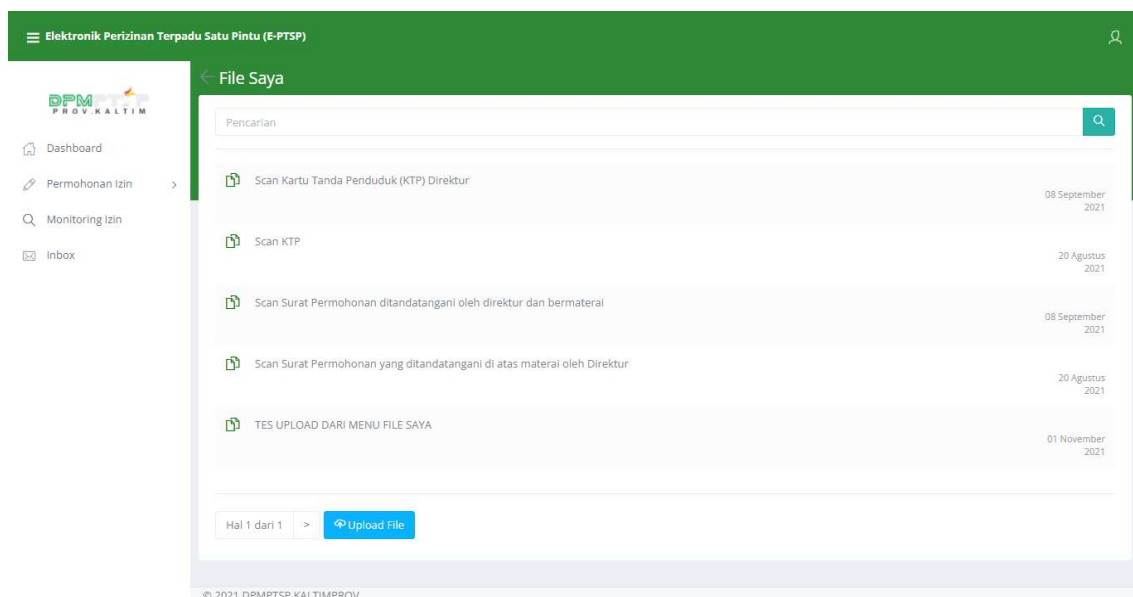 Elektronik Perizinan Terpadu Satu Pintu (E-PTSP)
File Saya
DPMPTSP
PROV.KALTIM
Pencarian
Dashboard
Permohonan Izin >
Monitoring Izin
Inbox
Scan Kartu Tanda Penduduk (KTP) Direktur
08 September
2021
Scan KTP
20 Agustus
2021
Scan Surat Permohonan ditandatangani oleh direktur dan bermaterai
08 September
2021
Scan Surat Permohonan yang ditandatangani di atas materai oleh Direktur
20 Agustus
2021
TES UPLOAD DARI MENU FILE SAYA
01 November
2021
Hal 1 dari 1 > Upload File
© 2021 DPMPTSP KALTIMPROV